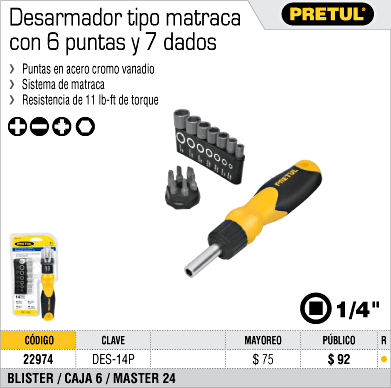 Desarmador tipo matraca
con 6 puntas y 7 dados
PRETUL®
Puntas en acero cromo vanadio
Sistema de matraca
Resistencia de 11 lb-ft de torque
PRETUL
PRETUL
1/4"
CÓDIGO CLAVE MAYOREO PÚBLICO R
22974 DES-14P $ 75 $ 92
BLISTER / CAJA 6 / MASTER 24